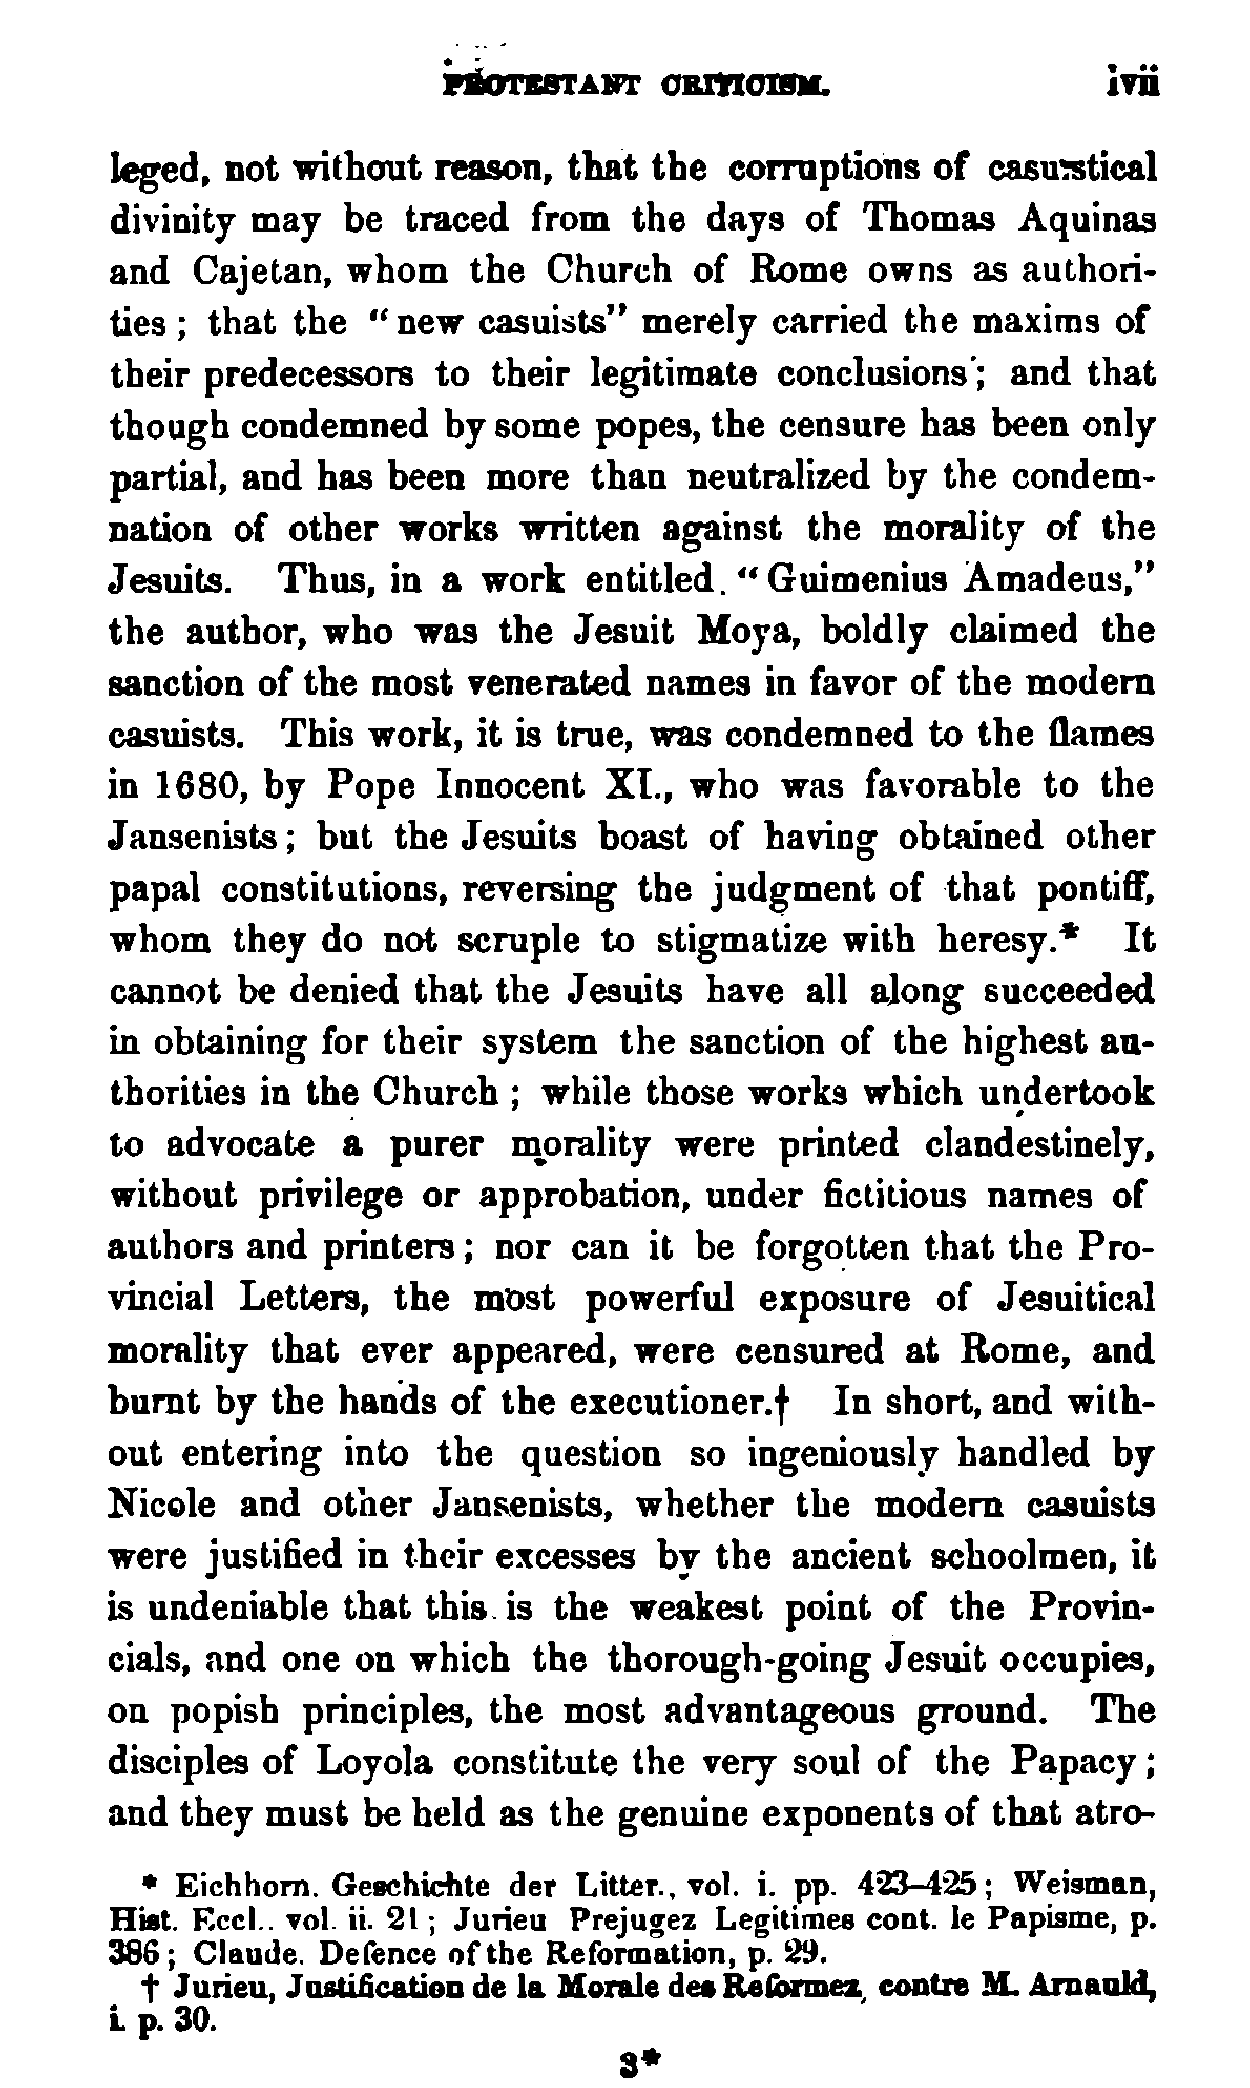 PROTESTANT CRITICISM. lvii
leged, not without reason, that the corruptions of casuistical
divinity may be traced from the days of Thomas Aquinas
and Cajetan, whom the Church of Rome owns as authori-
ties ; that the “ new casuists” merely carried the maxims of
their predecessors to their legitimate conclusions ; and that
though condemned by some popes, the censure has been only
partial, and has been more than neutralized by the condem-
nation of other works written against the morality of the
Jesuits. Thus, in a work entitled “ Guimenius Amadeus,”
the author, who was the Jesuit Moya, boldly claimed the
sanction of the most venerated names in favor of the modern
casuists. This work, it is true, was condemned to the flames
in 1680, by Pope Innocent XI., who was favorable to the
Jansenists ; but the Jesuits boast of having obtained other
papal constitutions, reversing the judgment of that pontiff,
whom they do not scruple to stigmatize with heresy.* It
cannot be denied that the Jesuits have all along succeeded
in obtaining for their system the sanction of the highest au-
thorities in the Church ; while those works which undertook
to advocate a purer morality were printed clandestinely,
without privilege or approbation, under fictitious names of
authors and printers ; nor can it be forgotten that the Pro-
vincial Letters, the most powerful exposure of Jesuitical
morality that ever appeared, were censured at Rome, and
burnt by the hands of the executioner.† In short, and with-
out entering into the question so ingeniously handled by
Nicole and other Jansenists, whether the modern casuists
were justified in their excesses by the ancient schoolmen, it
is undeniable that this is the weakest point of the Provin-
cials, and one on which the thorough-going Jesuit occupies,
on popish principles, the most advantageous ground. The
disciples of Loyola constitute the very soul of the Papacy ;
and they must be held as the genuine exponents of that atro-
* Eichhorn. Geschichte der Litter., vol. i. pp. 423–425 ; Weisman,
Hist. Eccl.. vol. ii. 21 ; Jurieu Prejugez Legitimes cont. le Papisme, p.
386 ; Claude. Defence of the Reformation, p. 29.
† Jurieu, Justification de la Morale des Reformez, contre M. Arnauld,
i. p. 30.
3*